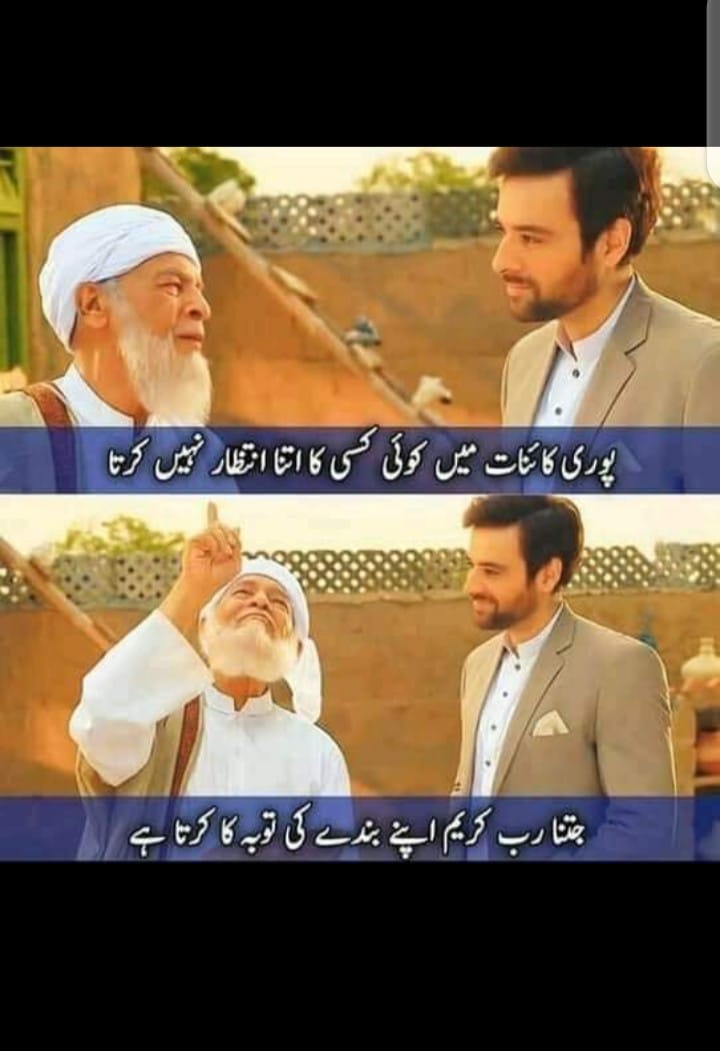 پوری کائنات میں کوئی کسی کا اتنا انتظار نہیں کرتا
جتنا رب کریم اپنے بندے کی توبہ کا کرتا ہے